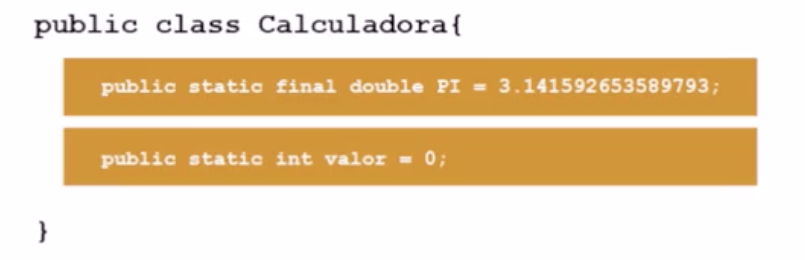 public class Calculadora{
public static final double PI = 3.141592653589793;
public static int valor = 0;
}